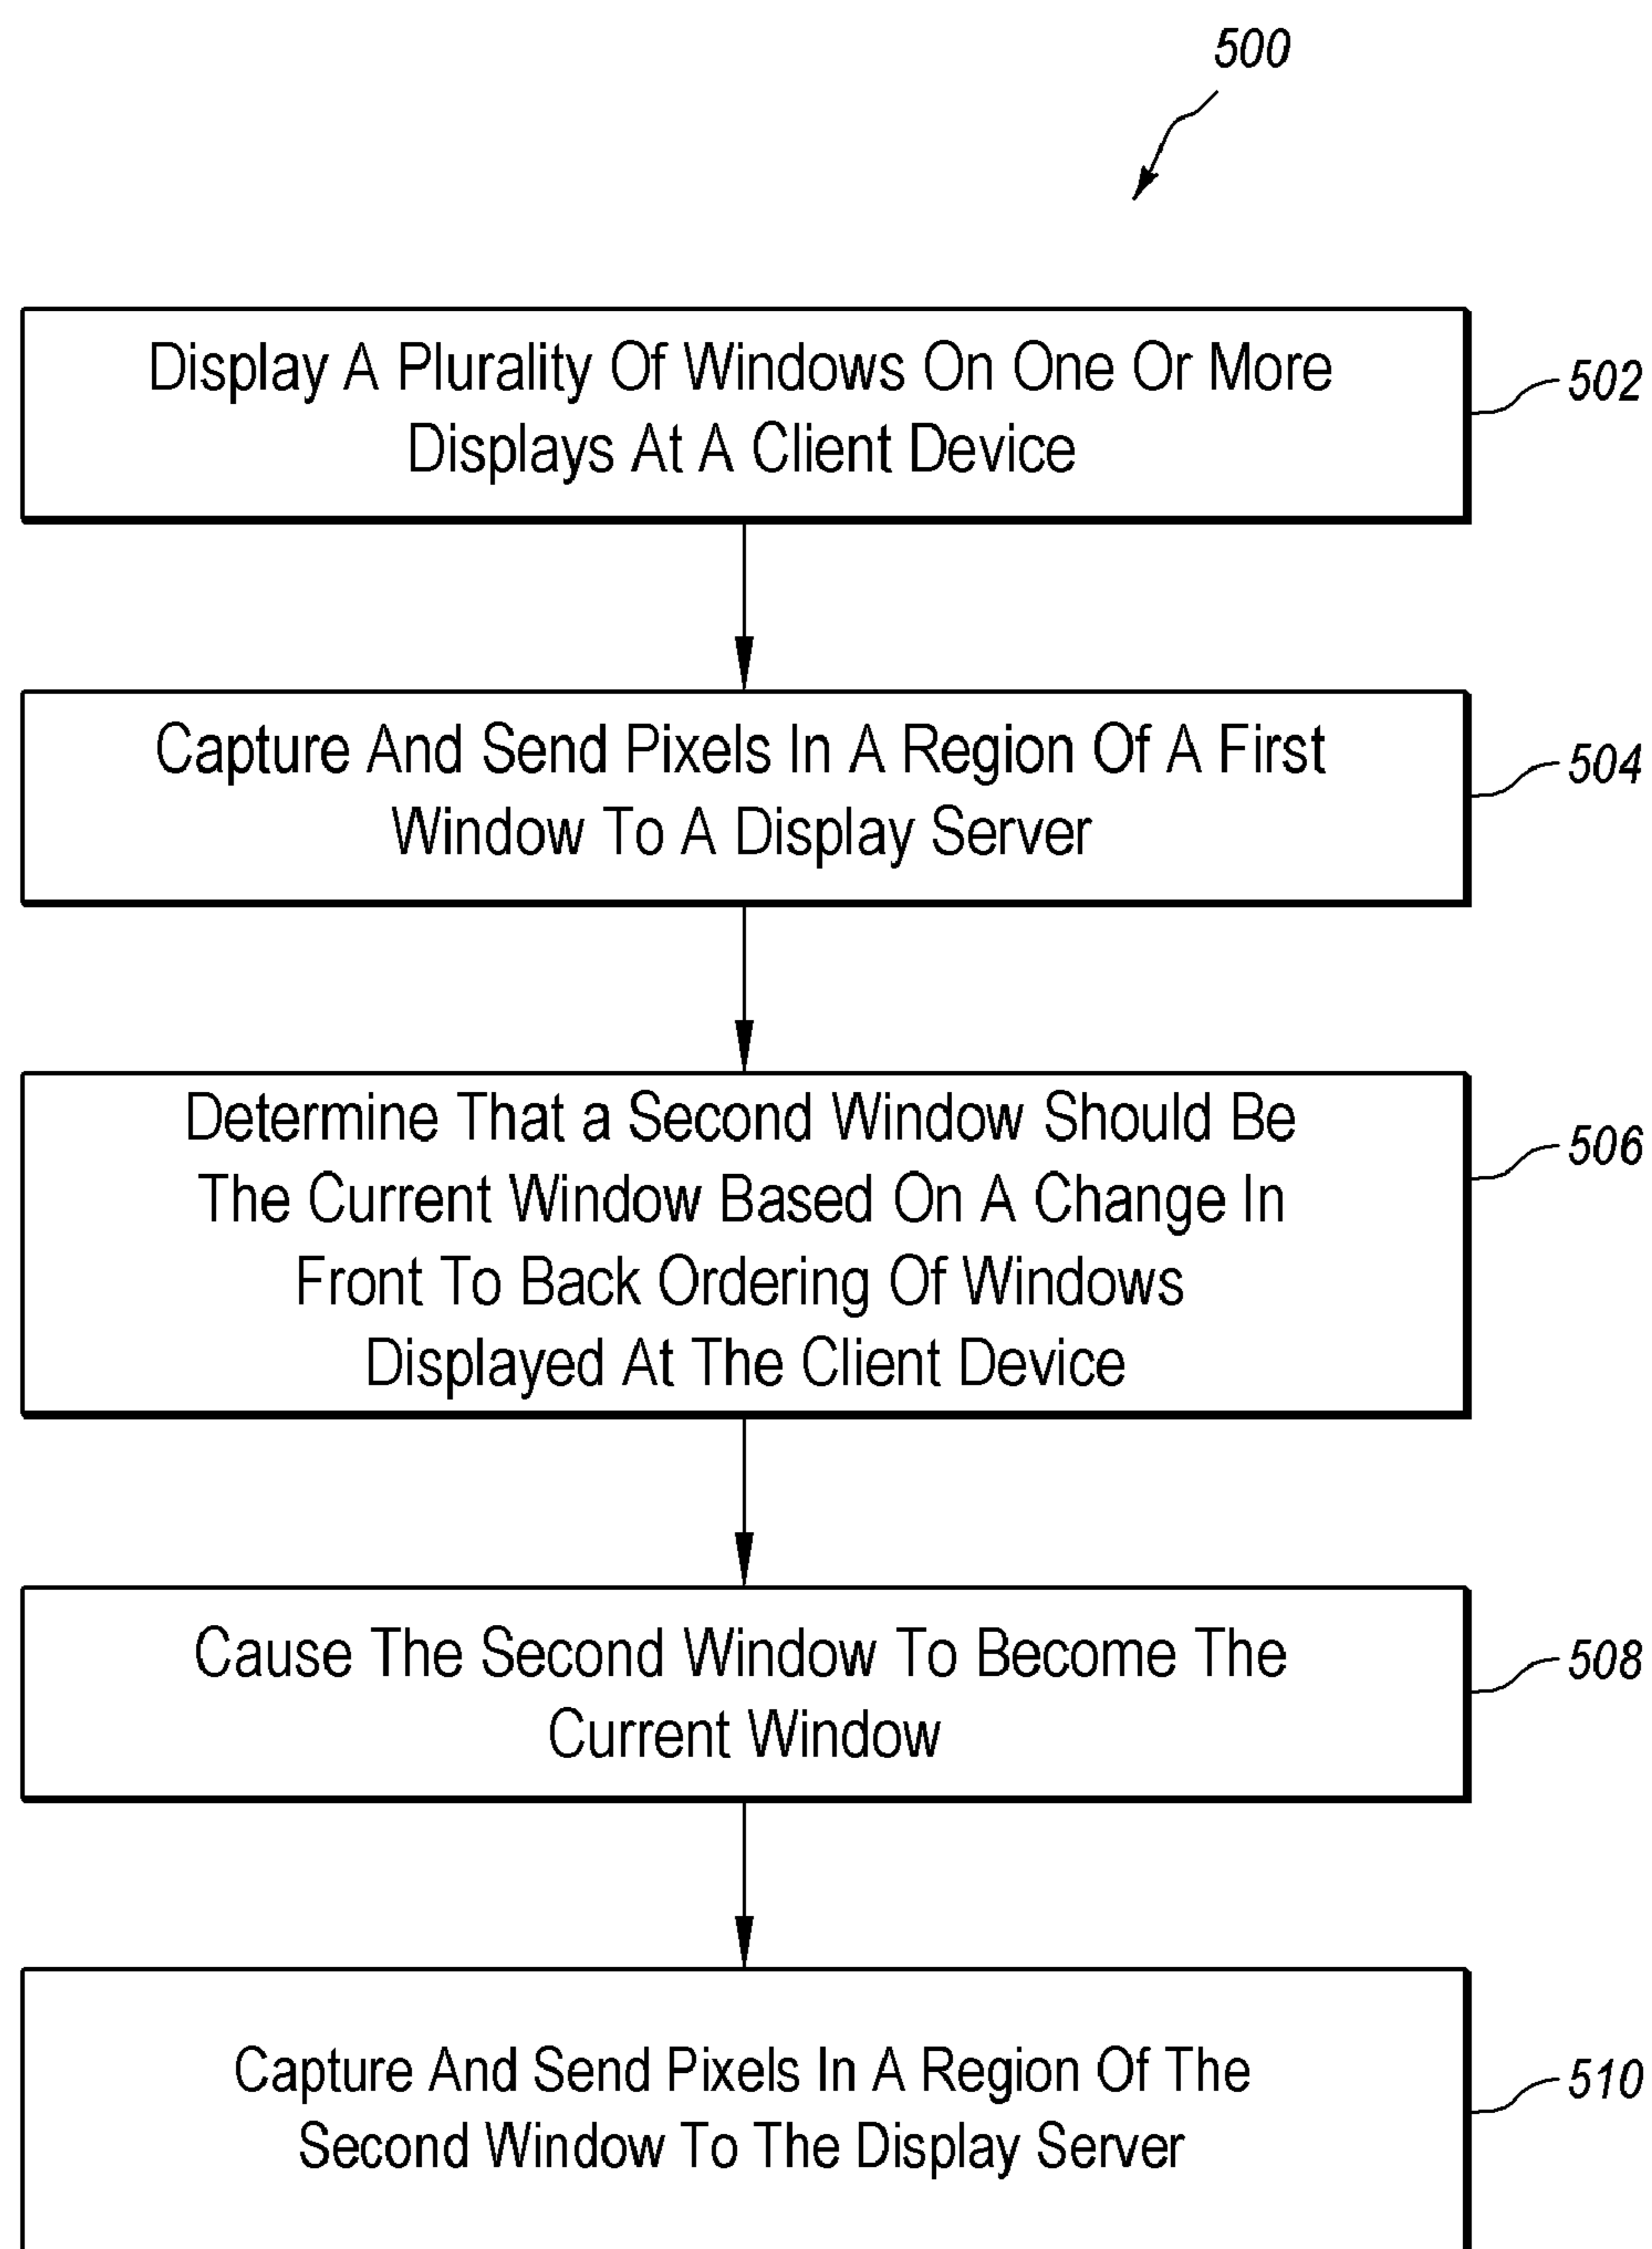 500
Display A Plurality Of Windows On One Or More
Displays At A Client Device
502
Capture And Send Pixels In A Region Of A First
Window To A Display Server
504
Determine That a Second Window Should Be
The Current Window Based On A Change In
Front To Back Ordering Of Windows
Displayed At The Client Device
506
Cause The Second Window To Become The
Current Window
508
Capture And Send Pixels In A Region Of The
Second Window To The Display Server
510